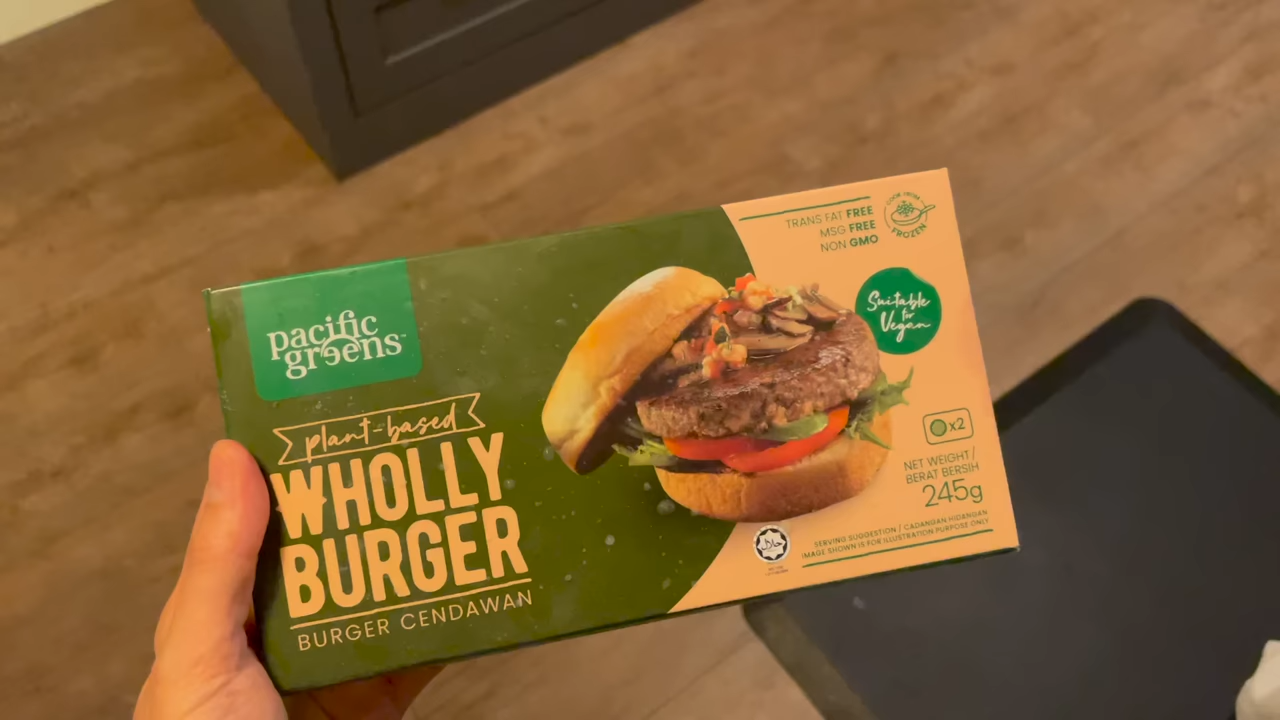 pacific
greens
plant-based
WHOLLY
BURGER
BURGER CENDAWAN
TRANS FAT FREE
MSG FREE
NON GMO
COOK FROM
FROZEN
Suitable
for
Vegan
x2
NET WEIGHT /
BERAT BERSIH
245g
SERVING SUGGESTION / CADANGAN HIDANGAN
IMAGE SHOWN IS FOR ILLUSTRATION PURPOSE ONLY
حلال